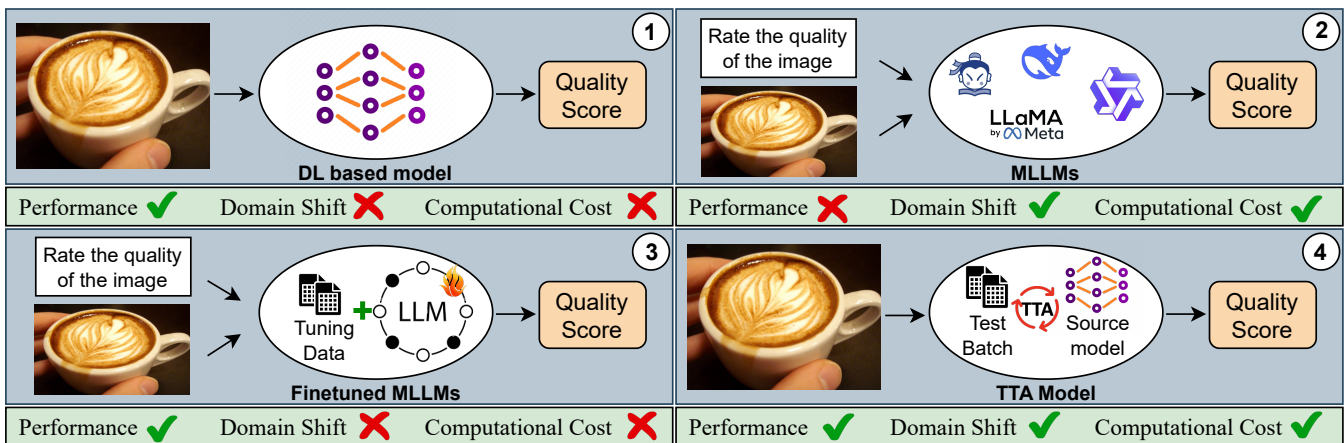 1
Quality
Score
DL based model
Performance Domain Shift Computational Cost
2
Rate the quality
of the image
LLaMA
by Meta
Quality
Score
MLLMs
Performance Domain Shift Computational Cost
3
Rate the quality
of the image
Tuning
Data
LLM
Quality
Score
Finetuned MLLMs
Performance Domain Shift Computational Cost
4
Test
Batch
TTA
Source
model
Quality
Score
TTA Model
Performance Domain Shift Computational Cost